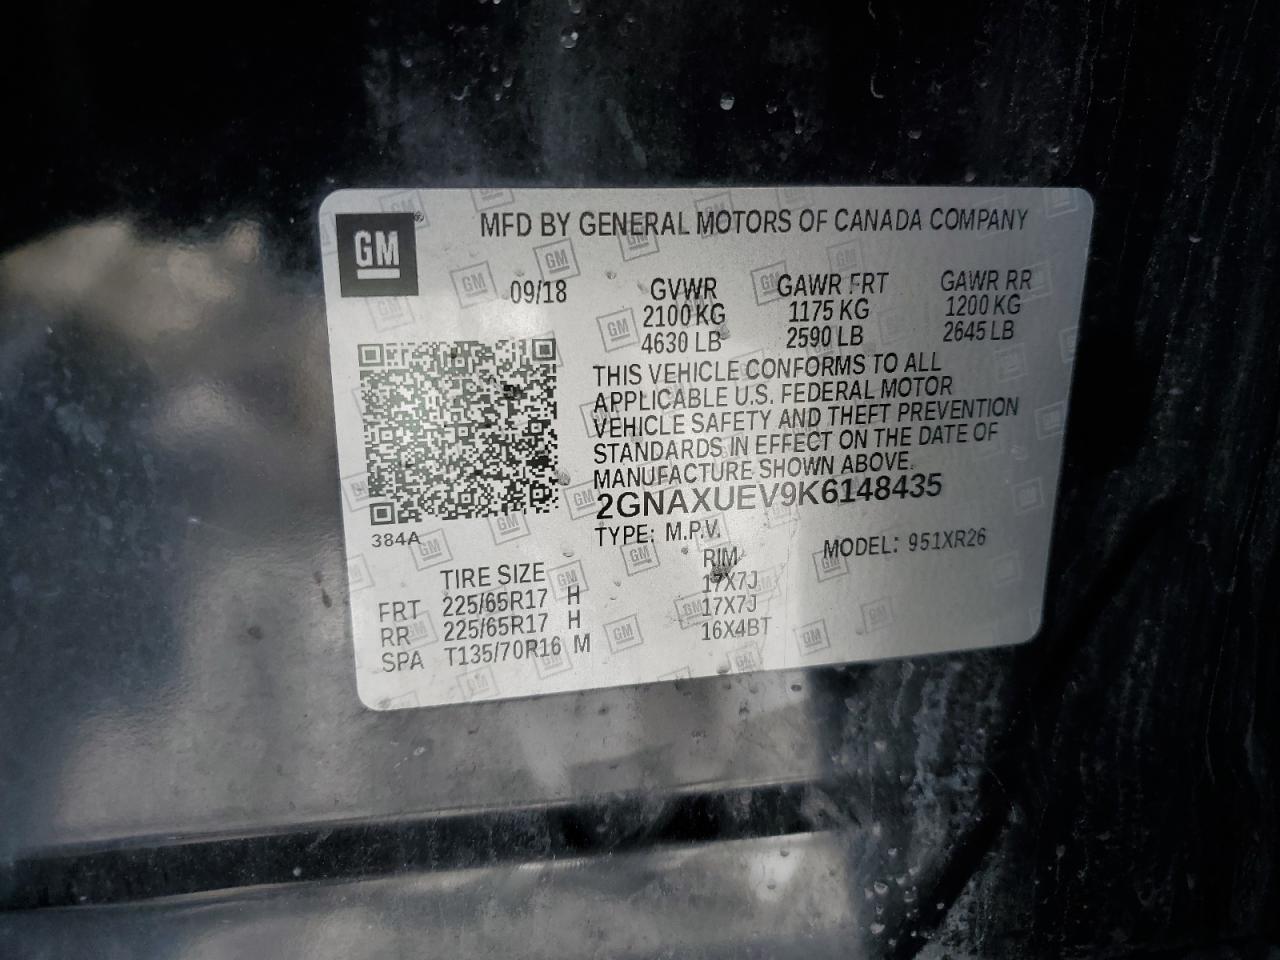 GM
MFD BY GENERAL MOTORS OF CANADA COMPANY
09/18
GVWR GAWR FRT GAWR RR
2100 KG 1175 KG 1200 KG
4630 LB 2590 LB 2645 LB
THIS VEHICLE CONFORMS TO ALL
APPLICABLE U.S. FEDERAL MOTOR
VEHICLE SAFETY AND THEFT PREVENTION
STANDARDS IN EFFECT ON THE DATE OF
MANUFACTURE SHOWN ABOVE.
2GNAXUEV9K6148435
TYPE: M.P.V. MODEL: 951XR26
384A
TIRE SIZE RIM
FRT 225/65R17 H 17X7J
RR 225/65R17 H 17X7J
SPA T135/70R16 M 16X4BT